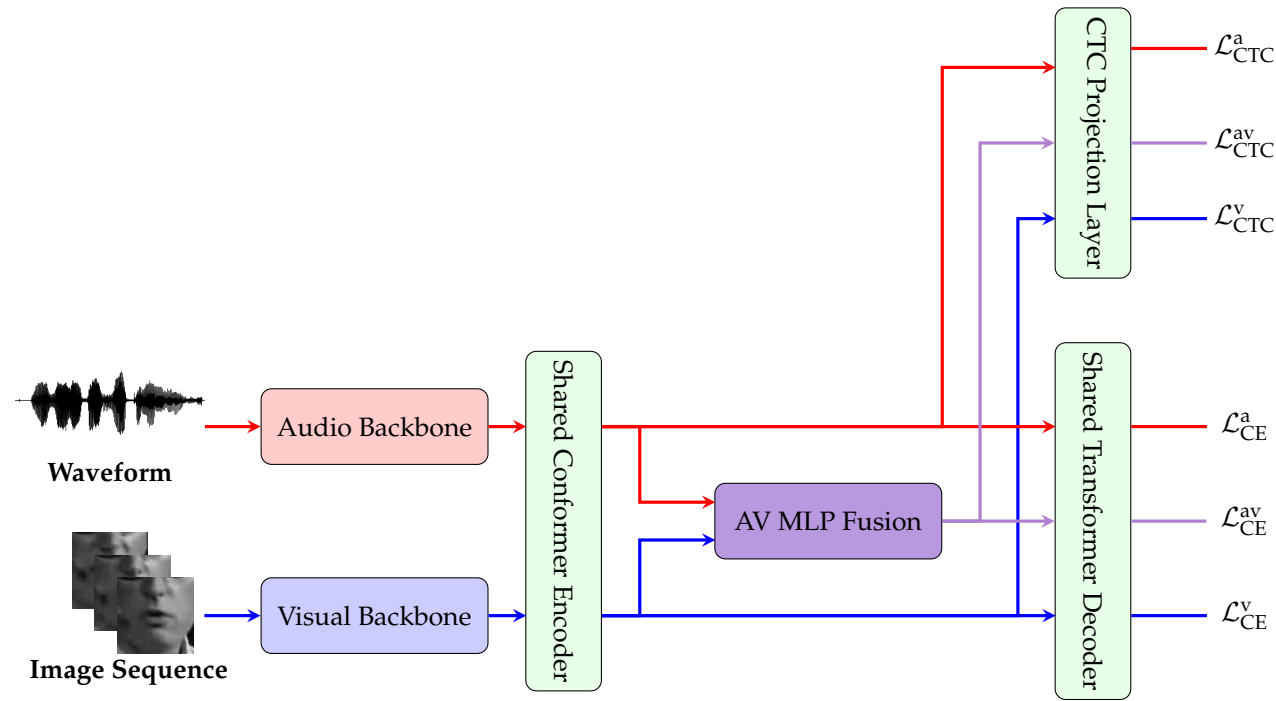 Waveform
Image Sequence
Audio Backbone
Visual Backbone
Shared Conformer Encoder
AV MLP Fusion
CTC Projection Layer
Shared Transformer Decoder
ℒ^a_CTC
ℒ^av_CTC
ℒ^v_CTC
ℒ^a_CE
ℒ^av_CE
ℒ^v_CE